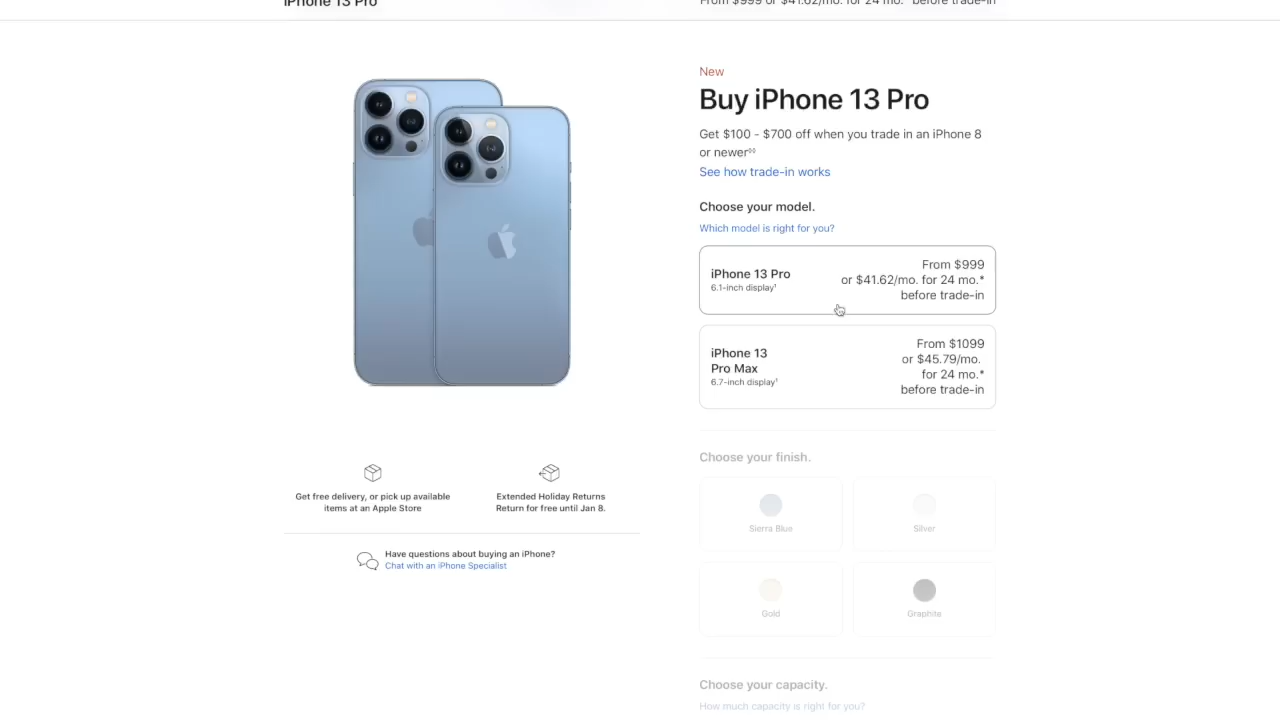 iPhone 13 Pro
From $999 or $41.62/mo. for 24 mo.* before trade-in
New
Buy iPhone 13 Pro
Get $100 - $700 off when you trade in an iPhone 8
or newer◊◊
See how trade-in works
Choose your model.
Which model is right for you?
iPhone 13 Pro
6.1-inch display¹
From $999
or $41.62/mo. for 24 mo.*
before trade-in
iPhone 13
Pro Max
6.7-inch display¹
From $1099
or $45.79/mo.
for 24 mo.*
before trade-in
Get free delivery, or pick up available
items at an Apple Store
Extended Holiday Returns
Return for free until Jan 8.
Have questions about buying an iPhone?
Chat with an iPhone Specialist
Choose your finish.
Sierra Blue
Silver
Gold
Graphite
Choose your capacity.
How much capacity is right for you?